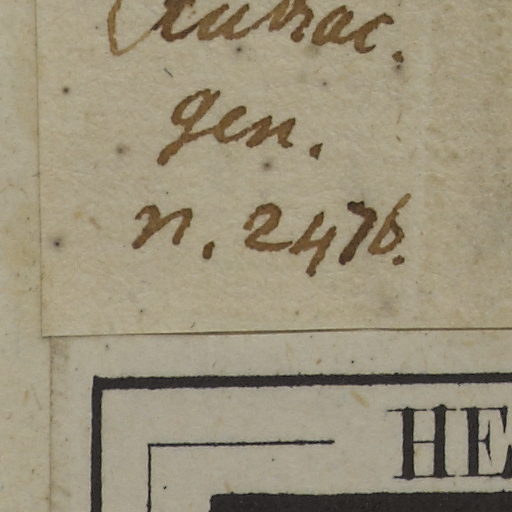 gen.
n. 2476.
HE